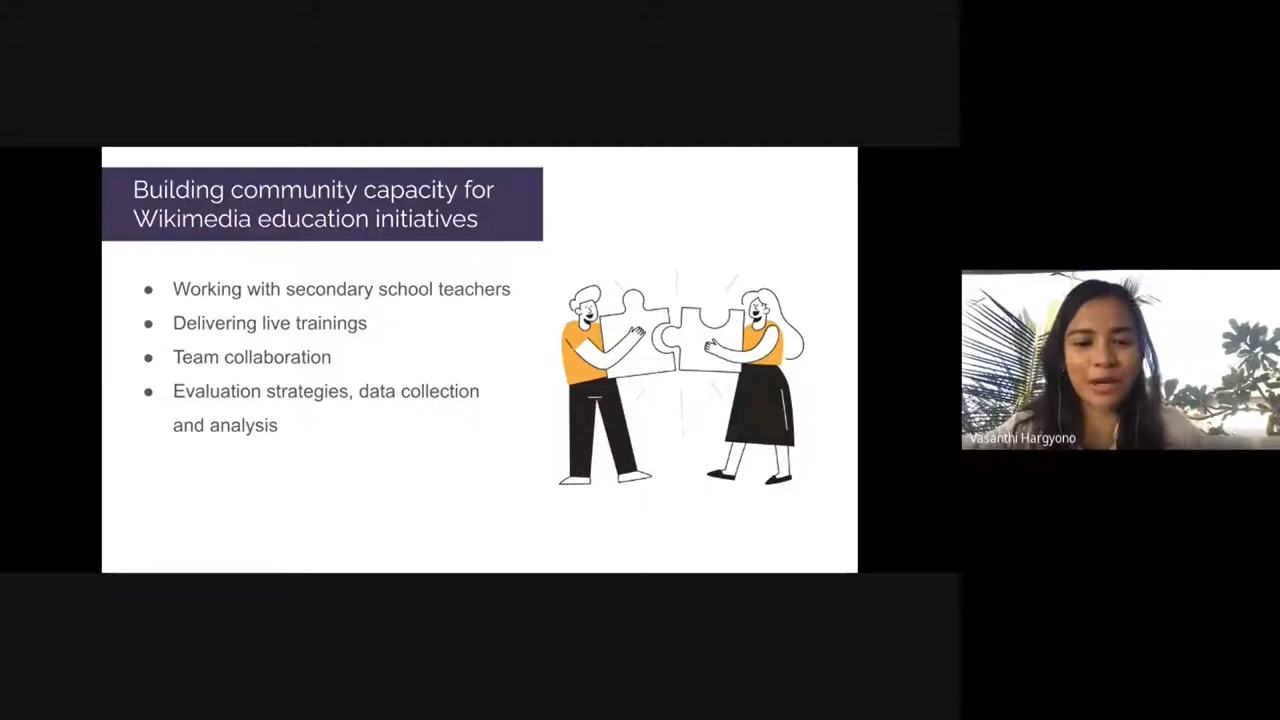 Building community capacity for
Wikimedia education initiatives
● Working with secondary school teachers
● Delivering live trainings
● Team collaboration
● Evaluation strategies, data collection
and analysis
Vasanthi Hargyono